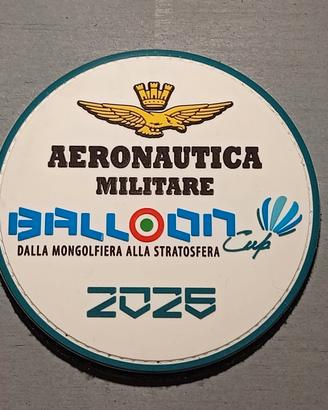 AERONAUTICA
MILITARE
BALLOON
Cup
DALLA MONGOLFIERA ALLA STRATOSFERA
2025